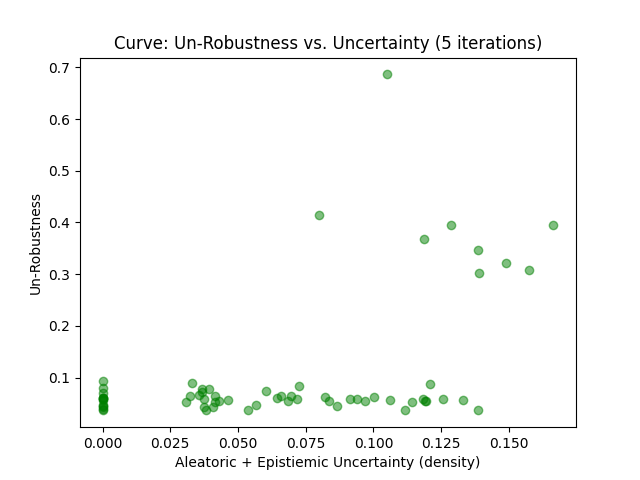 Curve: Un-Robustness vs. Uncertainty (5 iterations)
0.7
0.6
0.5
0.4
0.3
0.2
0.1
Un-Robustness
0.000 0.025 0.050 0.075 0.100 0.125 0.150
Aleatoric + Epistiemic Uncertainty (density)